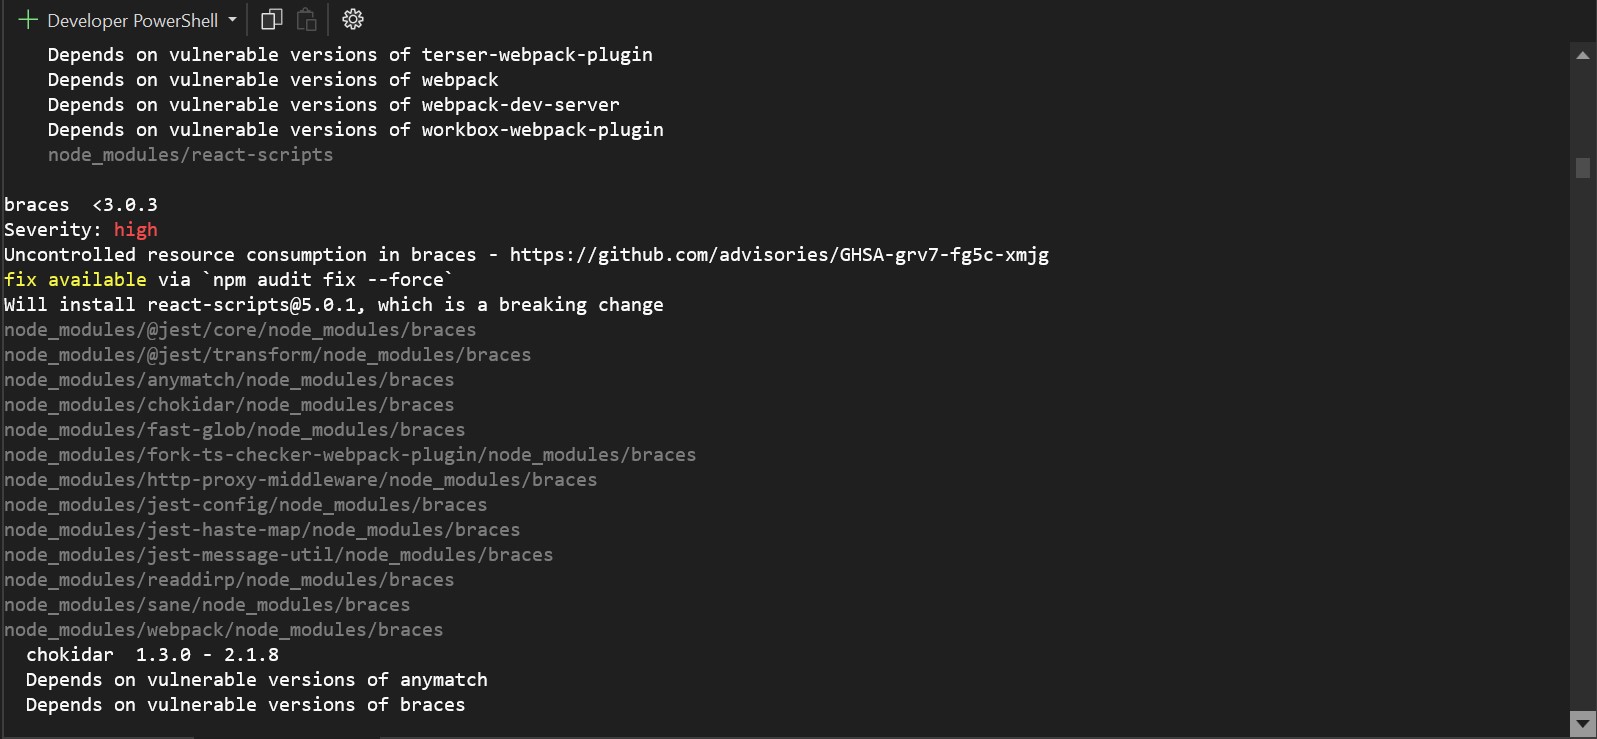 Developer PowerShell
Depends on vulnerable versions of terser-webpack-plugin
Depends on vulnerable versions of webpack
Depends on vulnerable versions of webpack-dev-server
Depends on vulnerable versions of workbox-webpack-plugin
node_modules/react-scripts
braces  <3.0.3
Severity: high
Uncontrolled resource consumption in braces - https://github.com/advisories/GHSA-grv7-fg5c-xmjg
fix available via `npm audit fix --force`
Will install react-scripts@5.0.1, which is a breaking change
node_modules/@jest/core/node_modules/braces
node_modules/@jest/transform/node_modules/braces
node_modules/anymatch/node_modules/braces
node_modules/chokidar/node_modules/braces
node_modules/fast-glob/node_modules/braces
node_modules/fork-ts-checker-webpack-plugin/node_modules/braces
node_modules/http-proxy-middleware/node_modules/braces
node_modules/jest-config/node_modules/braces
node_modules/jest-haste-map/node_modules/braces
node_modules/jest-message-util/node_modules/braces
node_modules/readdirp/node_modules/braces
node_modules/sane/node_modules/braces
node_modules/webpack/node_modules/braces
chokidar  1.3.0 - 2.1.8
Depends on vulnerable versions of anymatch
Depends on vulnerable versions of braces